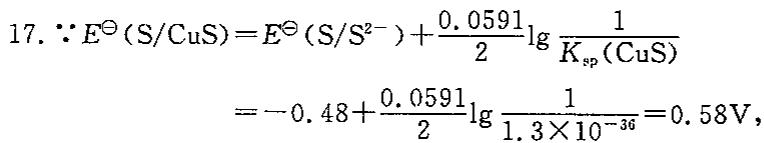 17. ∵E⊖(S/CuS)=E⊖(S/S²⁻)+0.0591/2 lg 1/Ksp(CuS)
=-0.48+0.0591/2 lg 1/1.3×10⁻³⁶=0.58V,